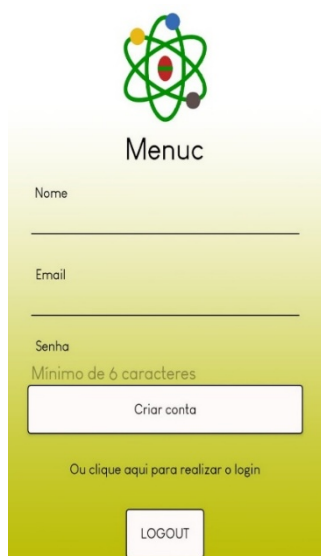 Menuc
Nome
Email
Senha
Mínimo de 6 caracteres
Criar conta
Ou clique aqui para realizar o login
LOGOUT